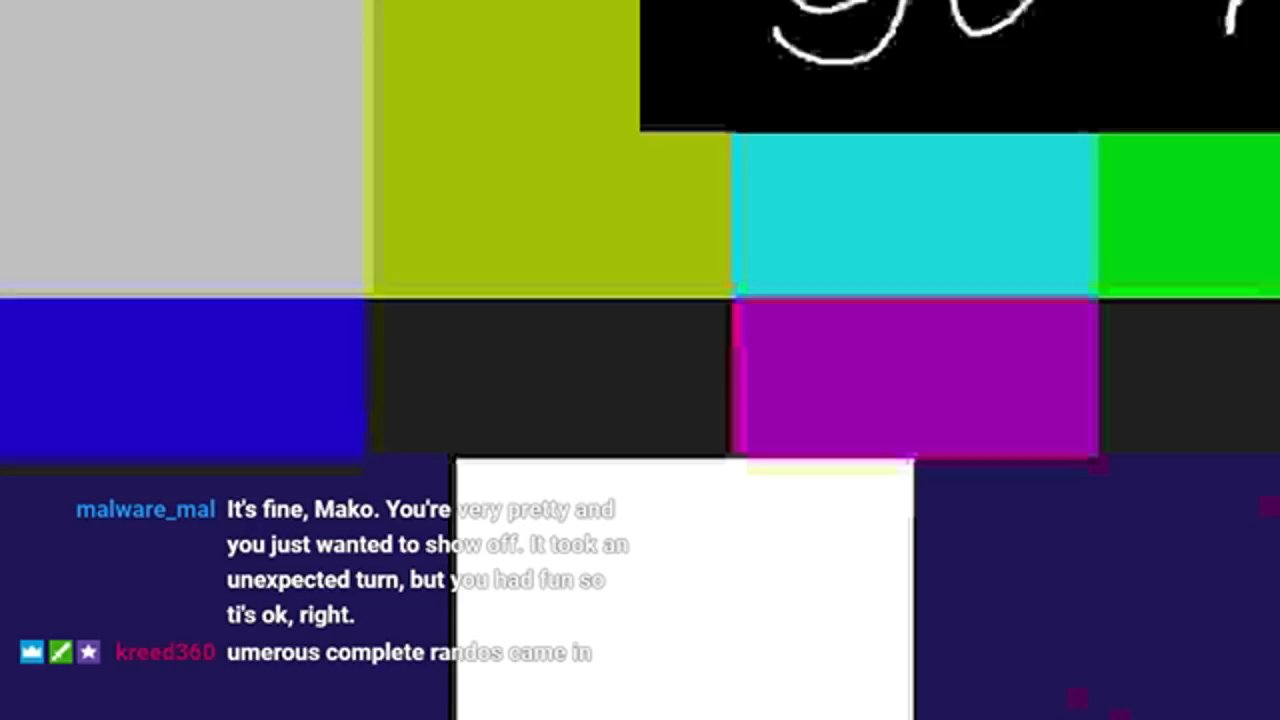 malware_mal It's fine, Mako. You're very pretty and
you just wanted to show off. It took an
unexpected turn, but you had fun so
ti's ok, right.
kreed360 umerous complete randos came in